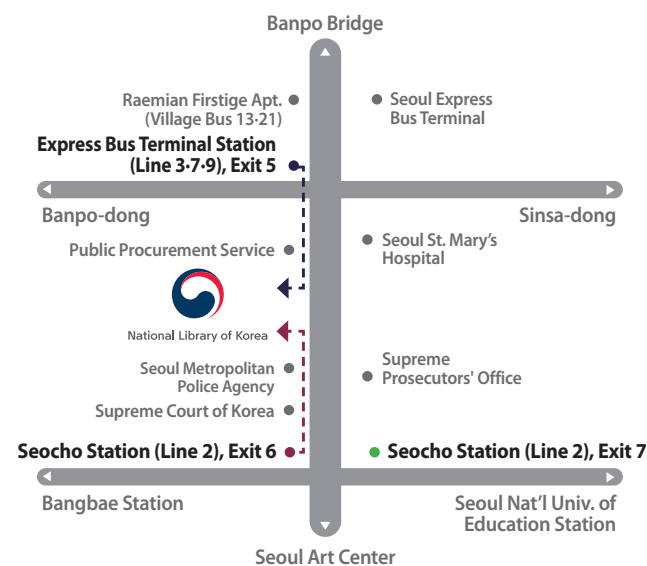 Banpo Bridge
Raemian Firstige Apt.
(Village Bus 13·21)
Seoul Express
Bus Terminal
Express Bus Terminal Station
(Line 3·7·9), Exit 5
Banpo-dong
Sinsa-dong
Public Procurement Service
Seoul St. Mary's
Hospital
National Library of Korea
Seoul Metropolitan
Police Agency
Supreme
Prosecutors' Office
Supreme Court of Korea
Seocho Station (Line 2), Exit 6
Seocho Station (Line 2), Exit 7
Bangbae Station
Seoul Nat'l Univ. of
Education Station
Seoul Art Center